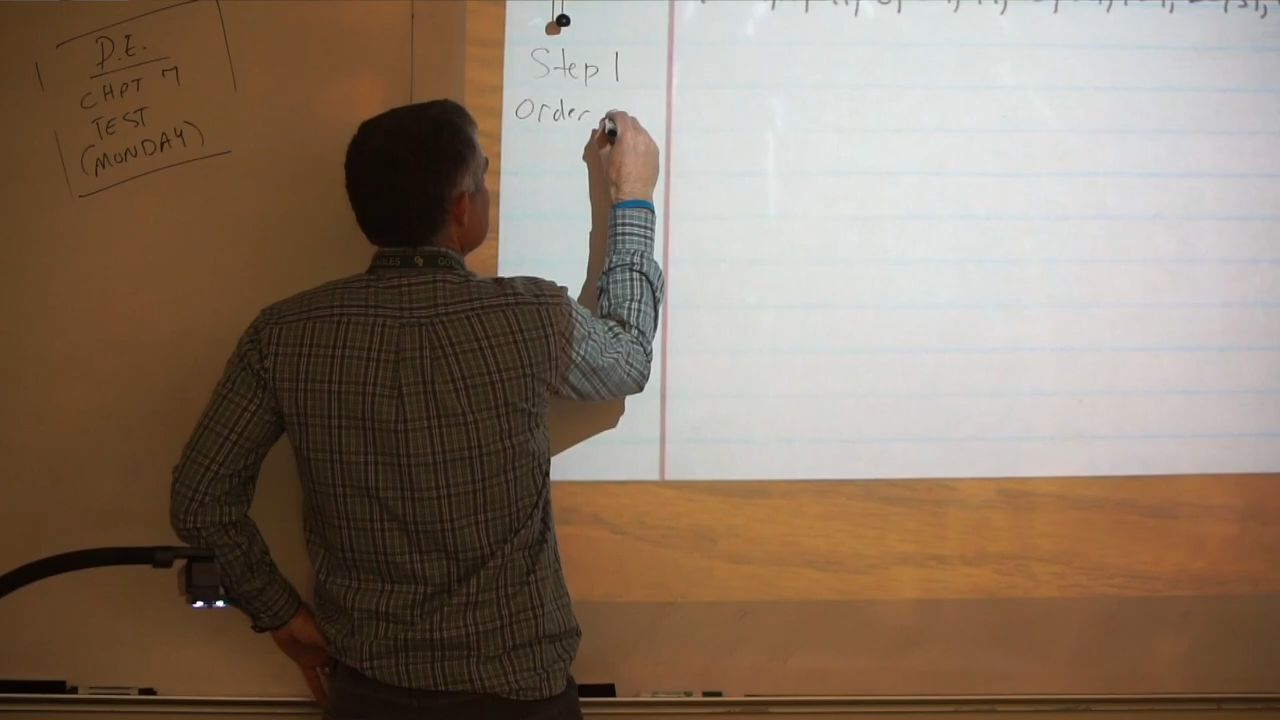 P.E.
CHPT 7
TEST
(MONDAY)
Step 1
Order